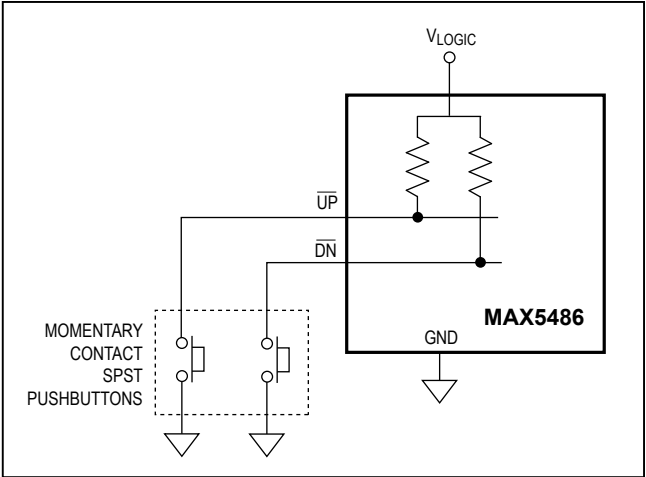 VLOGIC
UP
DN
MAX5486
GND
MOMENTARY
CONTACT
SPST
PUSHBUTTONS